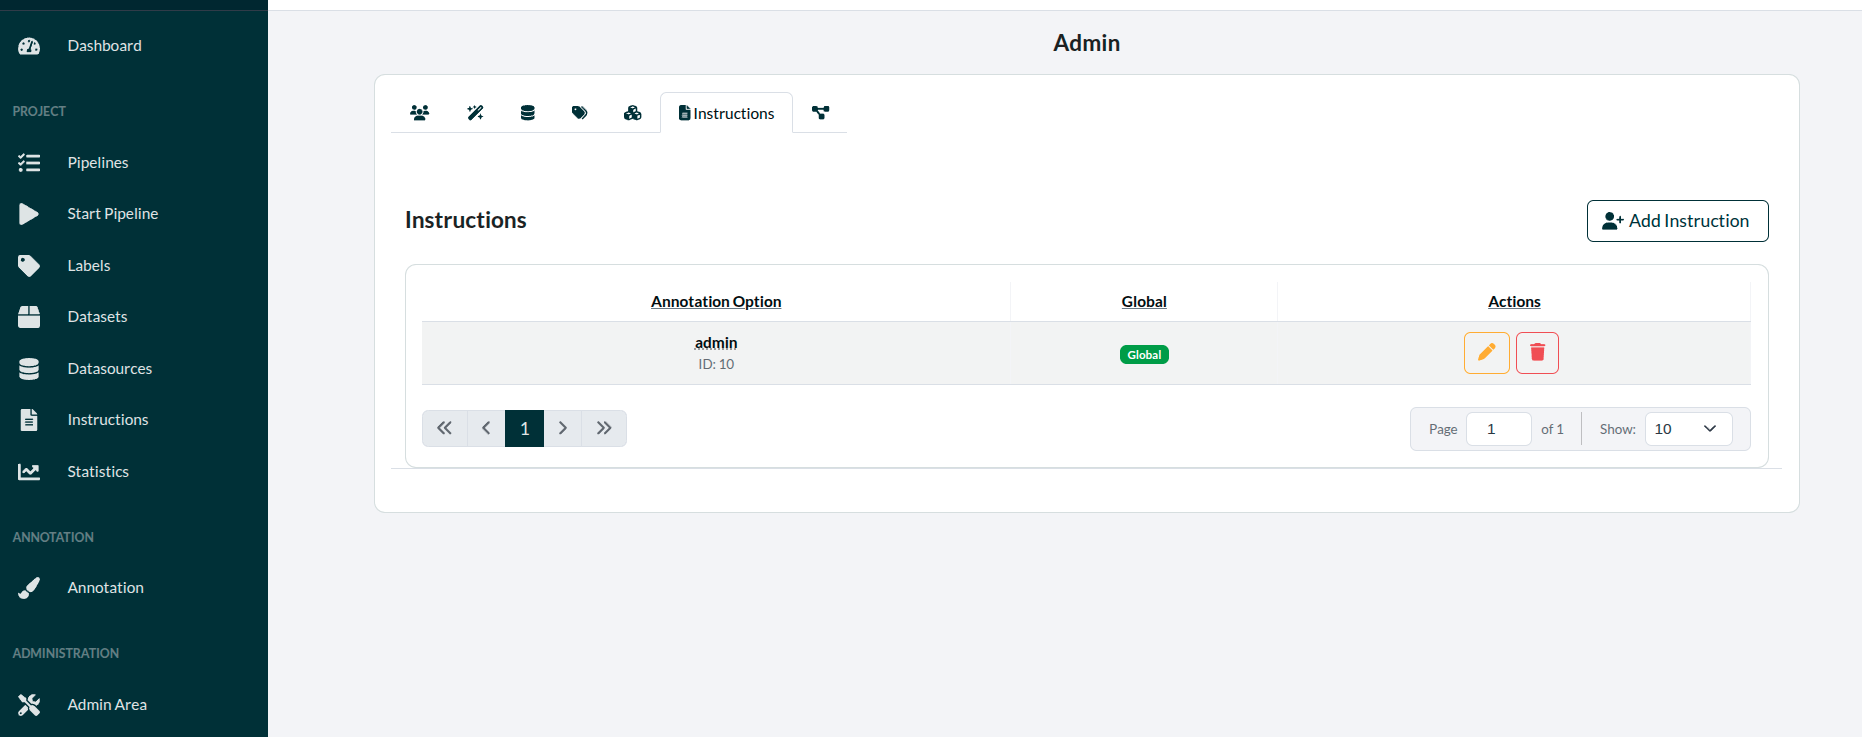 Dashboard
PROJECT
Pipelines
Start Pipeline
Labels
Datasets
Datasources
Instructions
Statistics
ANNOTATION
Annotation
ADMINISTRATION
Admin Area
Admin
Instructions
Instructions
Add Instruction
Annotation Option Global Actions
admin
ID: 10
Global
1
Page 1 of 1 Show: 10